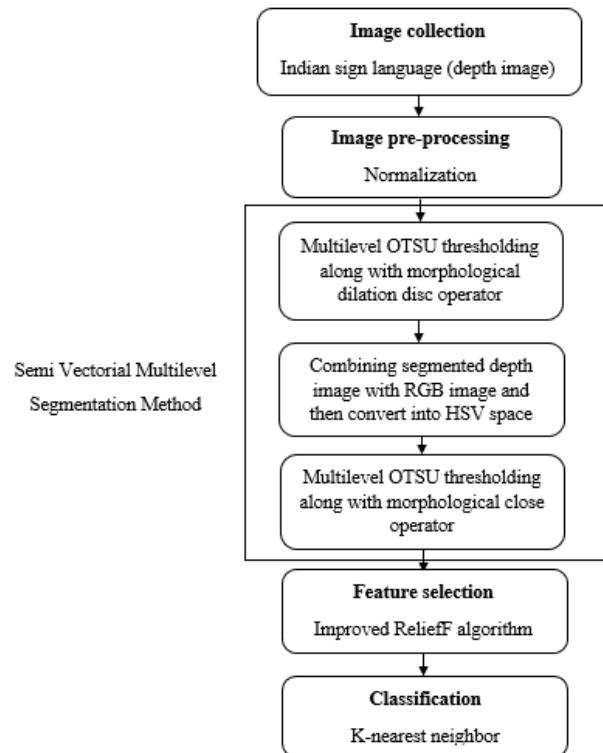 Image collection
Indian sign language (depth image)
Image pre-processing
Normalization
Multilevel OTSU thresholding
along with morphological
dilation disc operator
Semi Vectorial Multilevel
Segmentation Method
Combining segmented depth
image with RGB image and
then convert into HSV space
Multilevel OTSU thresholding
along with morphological close
operator
Feature selection
Improved ReliefF algorithm
Classification
K-nearest neighbor